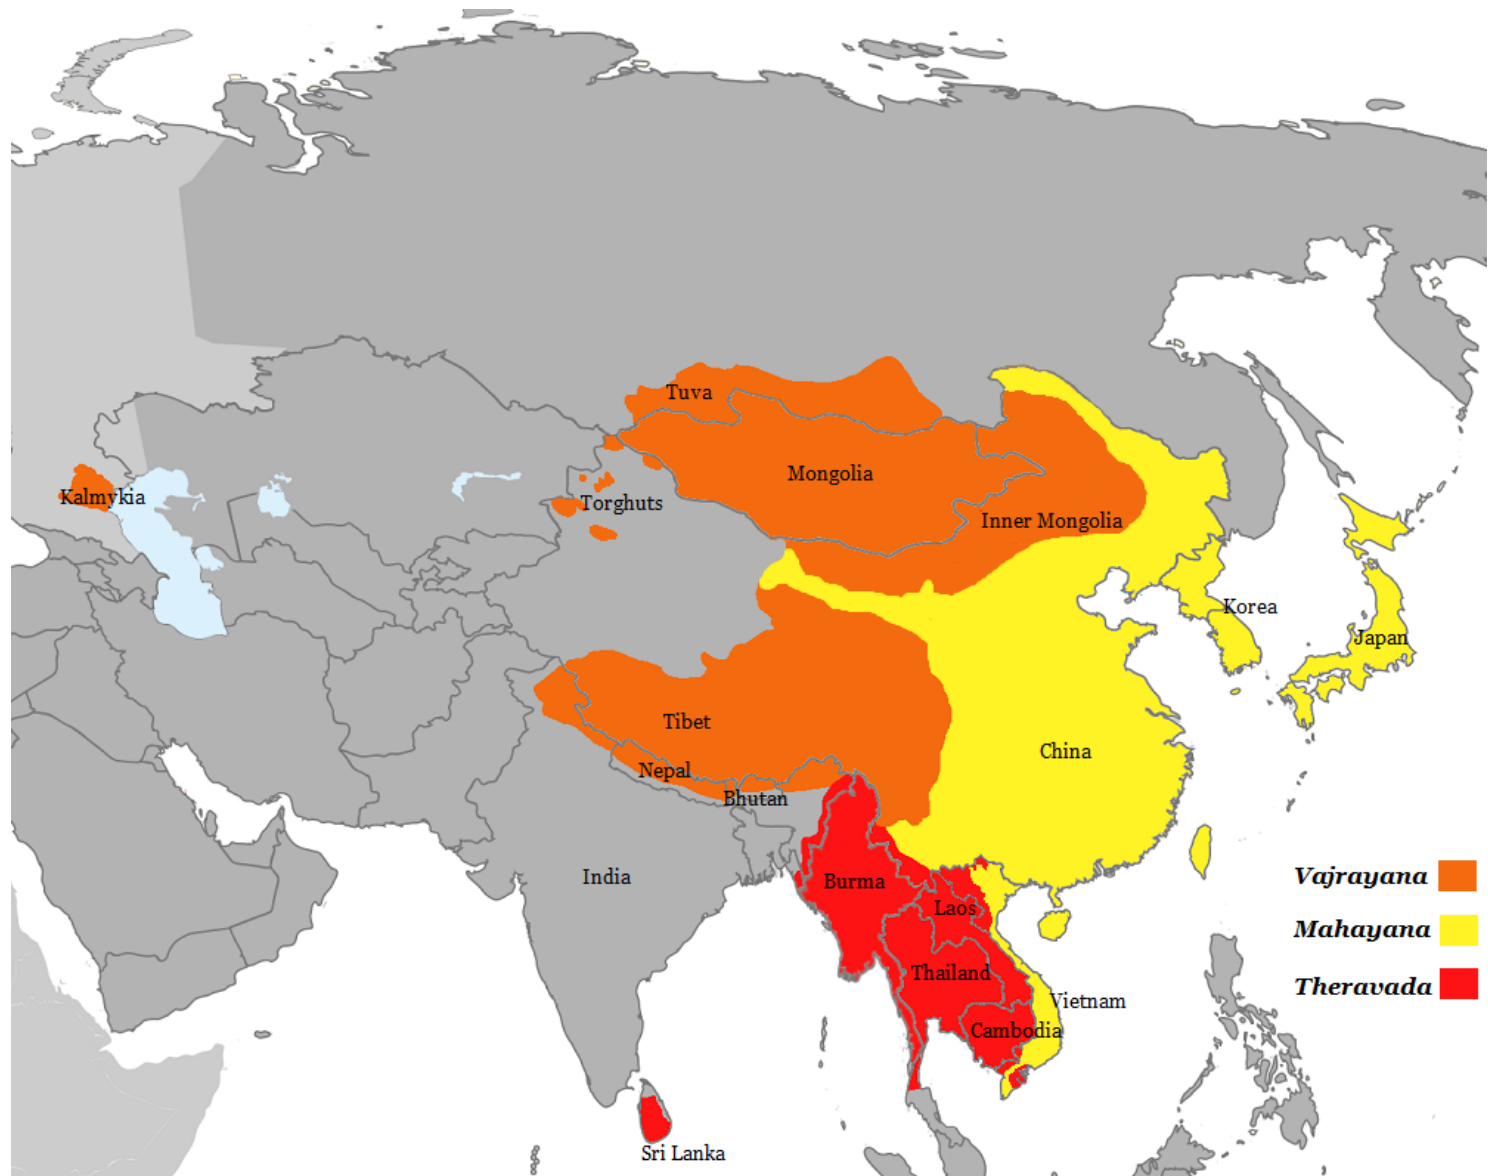 Tuva
Mongolia
Kalmykia
Torghuts
Inner Mongolia
Korea
Japan
Tibet
China
Nepal
Bhutan
India
Burma
Vajrayana
Laos
Mahayana
Thailand
Theravada
Vietnam
Cambodia
Sri Lanka